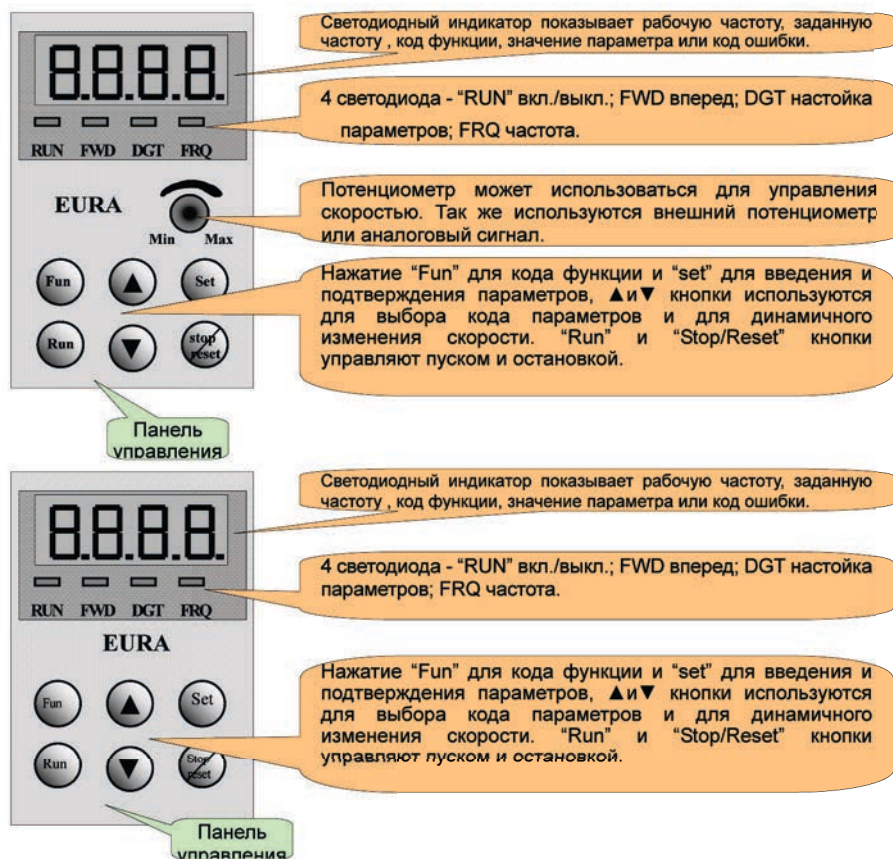 Светодиодный индикатор показывает рабочую частоту, заданную
частоту , код функции, значение параметра или код ошибки.
8.8.8.8.
4 светодиода - “RUN” вкл./выкл.; FWD вперед; DGT настойка
параметров; FRQ частота.
RUN FWD DGT FRQ
EURA
Min Max
Потенциометр может использоваться для управления
скоростью. Так же используются внешний потенциометр
или аналоговый сигнал.
Fun ▲ Set
Run ▼ stop/reset
Нажатие “Fun” для кода функции и “set” для введения и
подтверждения параметров, ▲и▼ кнопки используются
для выбора кода параметров и для динамичного
изменения скорости. “Run” и “Stop/Reset” кнопки
управляют пуском и остановкой.
Панель
управления
Светодиодный индикатор показывает рабочую частоту, заданную
частоту , код функции, значение параметра или код ошибки.
8.8.8.8.
4 светодиода - “RUN” вкл./выкл.; FWD вперед; DGT настойка
параметров; FRQ частота.
RUN FWD DGT FRQ
EURA
Fun ▲ Set
Run ▼ Stop/reset
Нажатие “Fun” для кода функции и “set” для введения и
подтверждения параметров, ▲и▼ кнопки используются
для выбора кода параметров и для динамичного
изменения скорости. “Run” и “Stop/Reset” кнопки
управляют пуском и остановкой.
Панель
управления